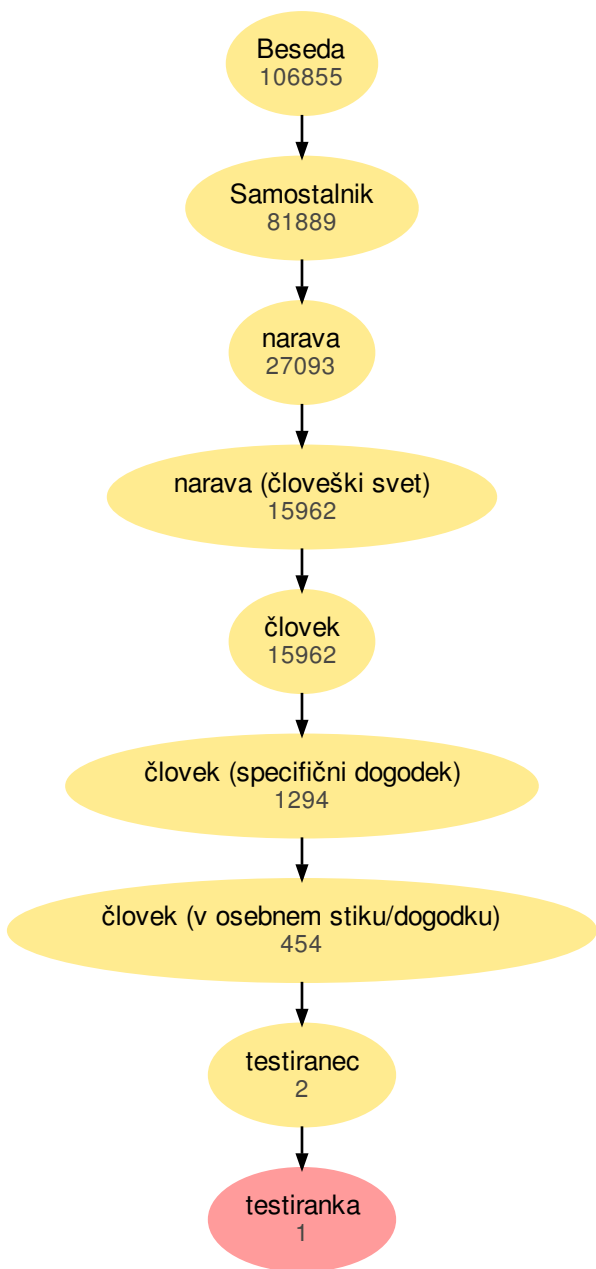 Beseda
106855
Samostalnik
81889
narava
27093
narava (človeški svet)
15962
človek
15962
človek (specifični dogodek)
1294
človek (v osebnem stiku/dogodku)
454
testiranec
2
testiranka
1